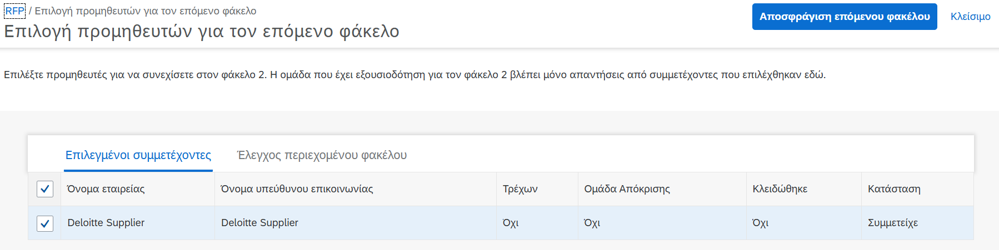 RFP / Επιλογή προμηθευτών για τον επόμενο φάκελο
Επιλογή προμηθευτών για τον επόμενο φάκελο
Αποσφράγιση επόμενου φακέλου Κλείσιμο
Επιλέξτε προμηθευτές για να συνεχίσετε στον φάκελο 2. Η ομάδα που έχει εξουσιοδότηση για τον φάκελο 2 βλέπει μόνο απαντήσεις από συμμετέχοντες που επιλέχθηκαν εδώ.
Επιλεγμένοι συμμετέχοντες Έλεγχος περιεχομένου φακέλου
Όνομα εταιρείας Όνομα υπεύθυνου επικοινωνίας Τρέχων Ομάδα Απόκρισης Κλειδώθηκε Κατάσταση
Deloitte Supplier Deloitte Supplier Όχι Όχι Όχι Συμμετείχε